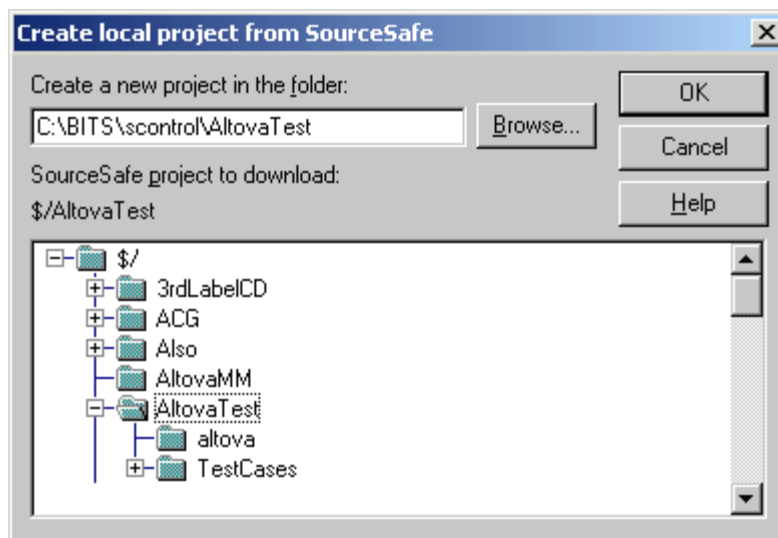 Create local project from SourceSafe
Create a new project in the folder:
OK
C:\BITS\scontrol\AltovaTest
Browse...
Cancel
SourceSafe project to download:
Help
$/AltovaTest
$/
3rdLabelCD
ACG
Also
AltovaMM
AltovaTest
altova
TestCases